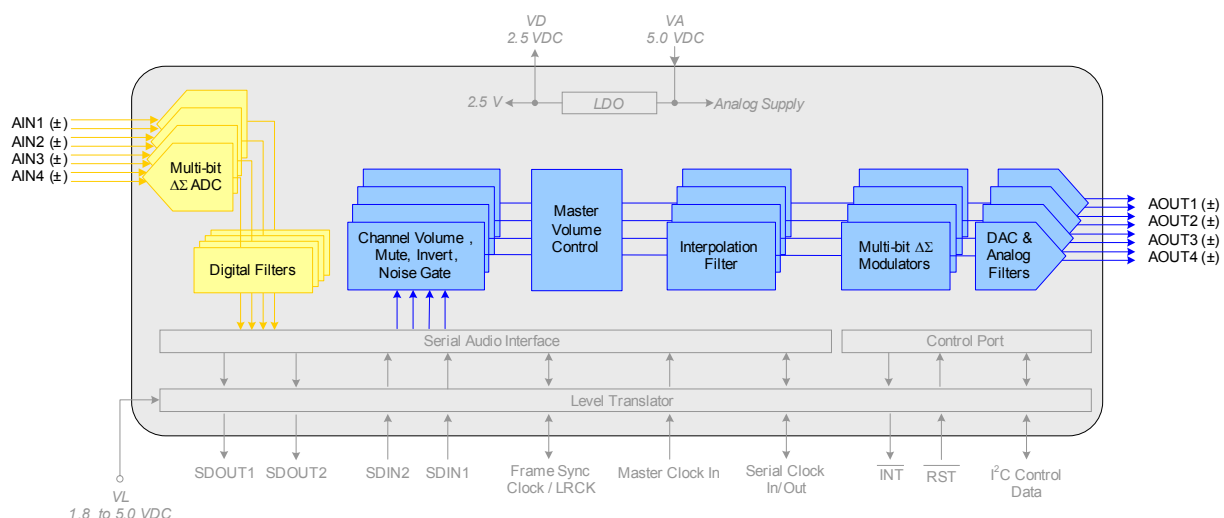 VD
2.5 VDC
VA
5.0 VDC
2.5 V
LDO
Analog Supply
AIN1 (±)
AIN2 (±)
AIN3 (±)
AIN4 (±)
Multi-bit
ΔΣ ADC
Digital Filters
Channel Volume ,
Mute, Invert,
Noise Gate
Master
Volume
Control
Interpolation
Filter
Multi-bit ΔΣ
Modulators
DAC &
Analog
Filters
AOUT1 (±)
AOUT2 (±)
AOUT3 (±)
AOUT4 (±)
Serial Audio Interface
Control Port
Level Translator
SDOUT1
SDOUT2
SDIN2
SDIN1
Frame Sync
Clock / LRCK
Master Clock In
Serial Clock
In/Out
INT
RST
I²C Control
Data
VL
1.8 to 5.0 VDC